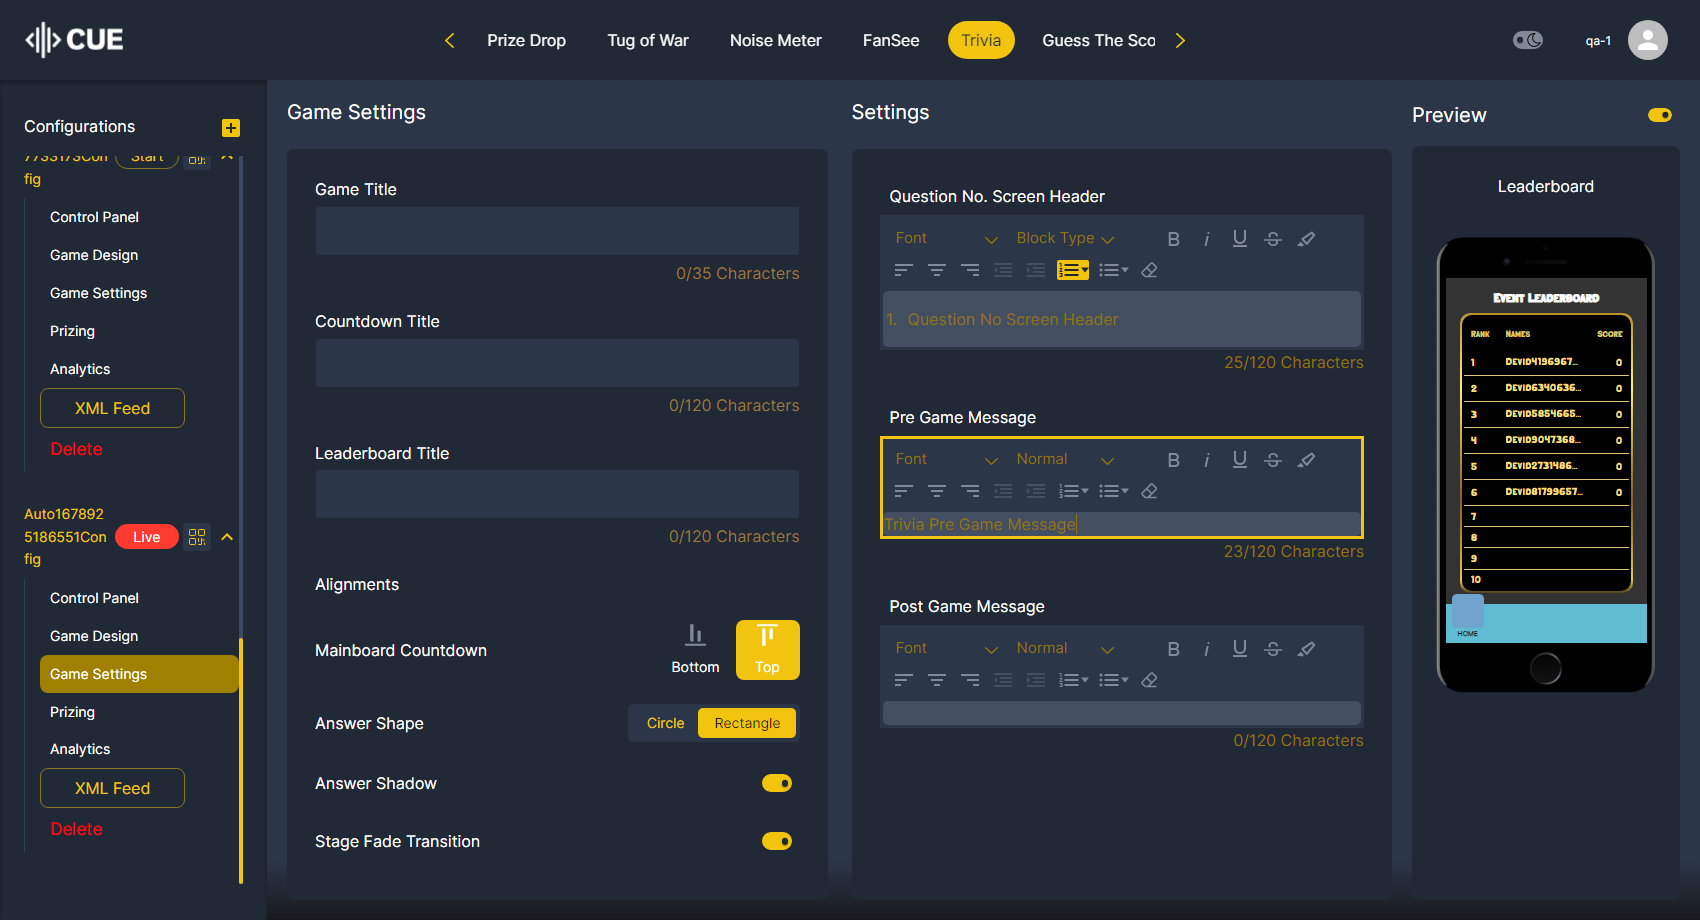 CUE
Prize Drop
Tug of War
Noise Meter
FanSee
Trivia
Guess The Sco
qa-1
Configurations
7733173Con
fig
Start
Control Panel
Game Design
Game Settings
Prizing
Analytics
XML Feed
Delete
Auto167892
5186551Con
fig
Live
Control Panel
Game Design
Game Settings
Prizing
Analytics
XML Feed
Delete
Game Settings
Game Title
0/35 Characters
Countdown Title
0/120 Characters
Leaderboard Title
0/120 Characters
Alignments
Mainboard Countdown
Bottom
Top
Answer Shape
Circle
Rectangle
Answer Shadow
Stage Fade Transition
Settings
Question No. Screen Header
Font
Block Type
B i U S
1. Question No Screen Header
25/120 Characters
Pre Game Message
Font
Normal
B i U S
Trivia Pre Game Message
23/120 Characters
Post Game Message
Font
Normal
B i U S
0/120 Characters
Preview
Leaderboard
Event Leaderboard
Rank Names Score
1 Devid4196967... 0
2 Devid6340636... 0
3 Devid5854665... 0
4 Devid9047368... 0
5 Devid2731486... 0
6 Devid81799657... 0
7
8
9
10
HOME